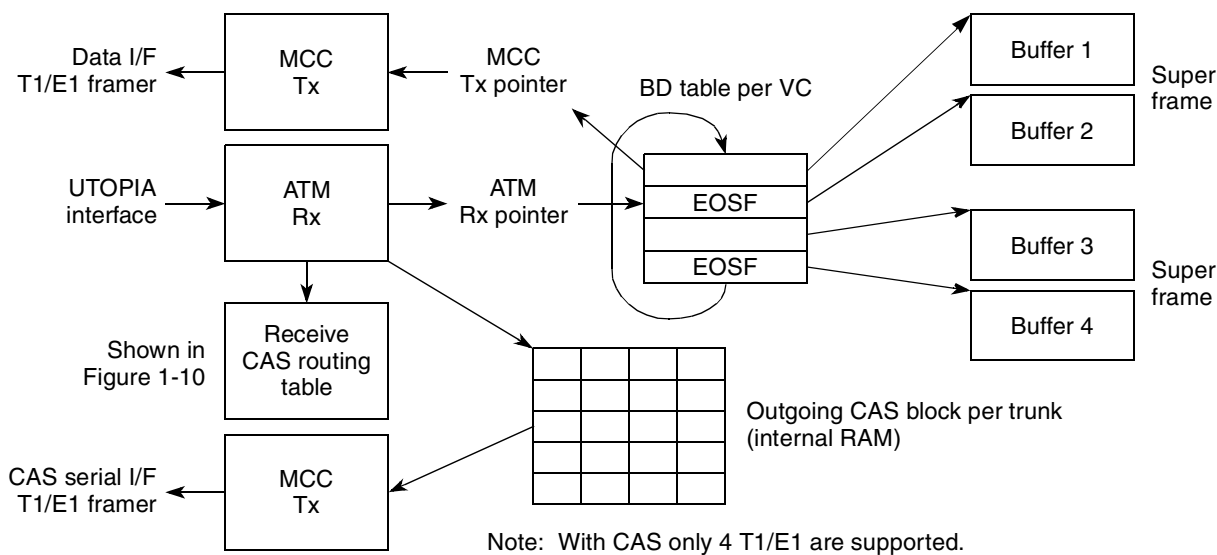 Data I/F
T1/E1 framer
MCC
Tx
MCC
Tx pointer
BD table per VC
Buffer 1
Buffer 2
Super
frame
UTOPIA
interface
ATM
Rx
ATM
Rx pointer
EOSF
EOSF
Buffer 3
Buffer 4
Super
frame
Shown in
Figure 1-10
Receive
CAS routing
table
Outgoing CAS block per trunk
(internal RAM)
CAS serial I/F
T1/E1 framer
MCC
Tx
Note: With CAS only 4 T1/E1 are supported.